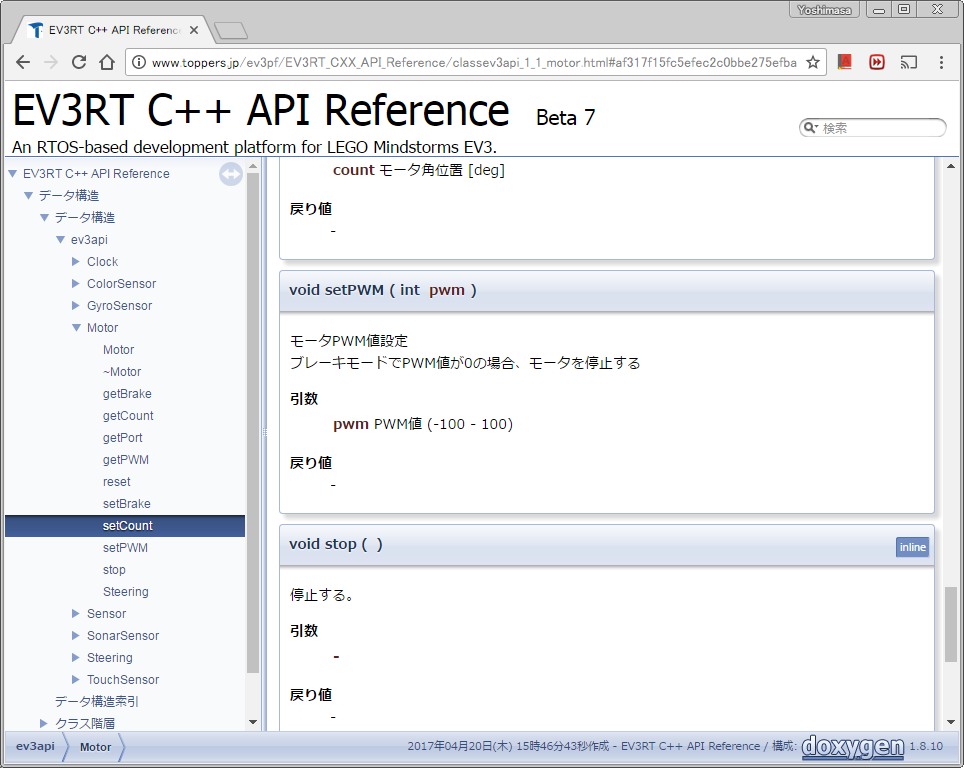 Yoshimasa
EV3RT C++ API Referenc
www.toppers.jp/ev3pf/EV3RT_CXX_API_Reference/classev3api_1_1_motor.html#af317f15fc5efec2c0bbe275efba
EV3RT C++ API Reference Beta 7
検索
An RTOS-based development platform for LEGO Mindstorms EV3.
EV3RT C++ API Reference
データ構造
データ構造
ev3api
Clock
ColorSensor
GyroSensor
Motor
Motor
~Motor
getBrake
getCount
getPort
getPWM
reset
setBrake
setCount
setPWM
stop
Steering
Sensor
SonarSensor
Steering
TouchSensor
データ構造索引
クラス階層
count モータ角位置 [deg]
戻り値
-
void setPWM ( int pwm )
モータPWM値設定
ブレーキモードでPWM値が0の場合、モータを停止する
引数
pwm PWM値 (-100 - 100)
戻り値
-
void stop ( )
inline
停止する。
引数
-
戻り値
-
ev3api
Motor
2017年04月20日(木) 15時46分43秒作成 - EV3RT C++ API Reference / 構成: doxygen 1.8.10